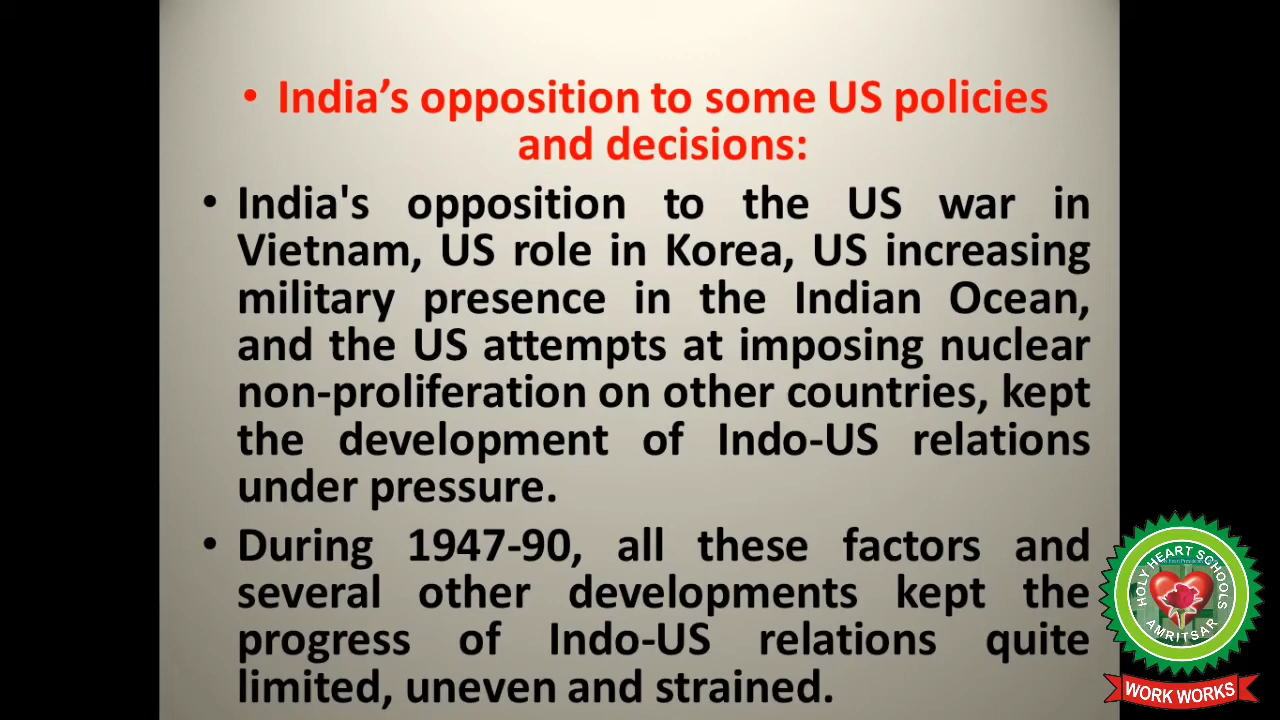 • India’s opposition to some US policies
and decisions:
• India's opposition to the US war in
Vietnam, US role in Korea, US increasing
military presence in the Indian Ocean,
and the US attempts at imposing nuclear
non-proliferation on other countries, kept
the development of Indo-US relations
under pressure.
• During 1947-90, all these factors and
several other developments kept the
progress of Indo-US relations quite
limited, uneven and strained.
HOLY HEART SCHOOLS
AMRITSAR
WORK WORKS